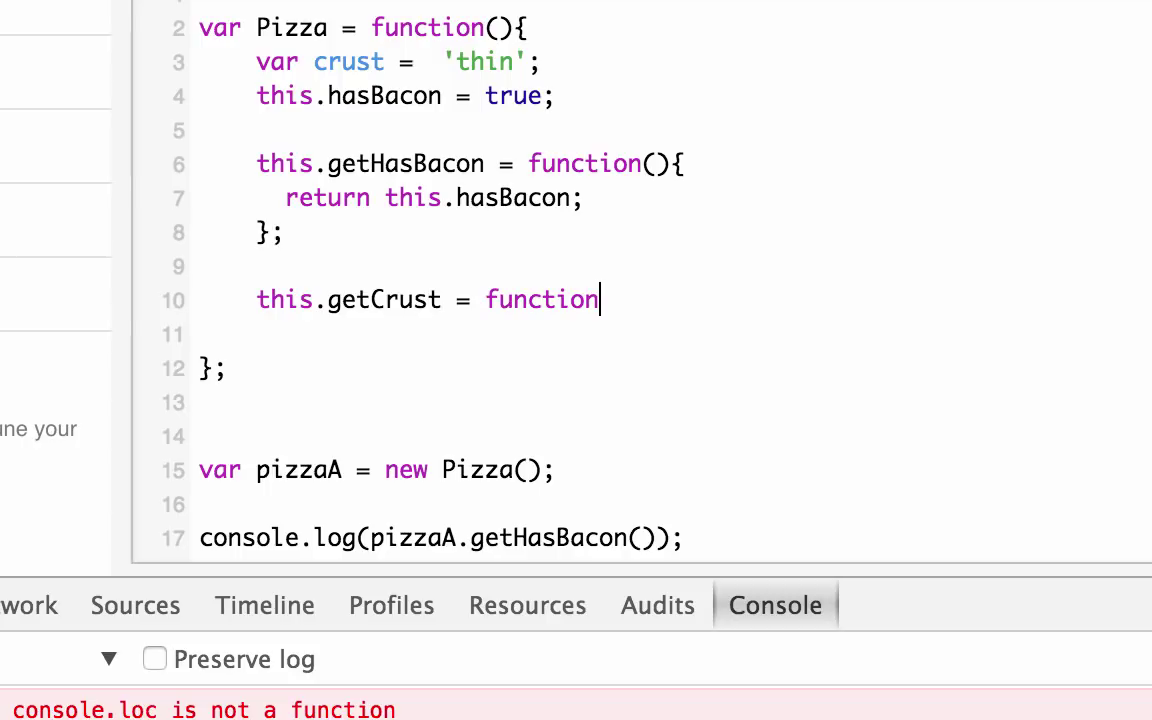 2 var Pizza = function(){
3 var crust = 'thin';
4 this.hasBacon = true;
5
6 this.getHasBacon = function(){
7 return this.hasBacon;
8 };
9
10 this.getCrust = function
11
12 };
13
14
une your
15 var pizzaA = new Pizza();
16
17 console.log(pizzaA.getHasBacon());
work Sources Timeline Profiles Resources Audits Console
▼ Preserve log
console.loc is not a function